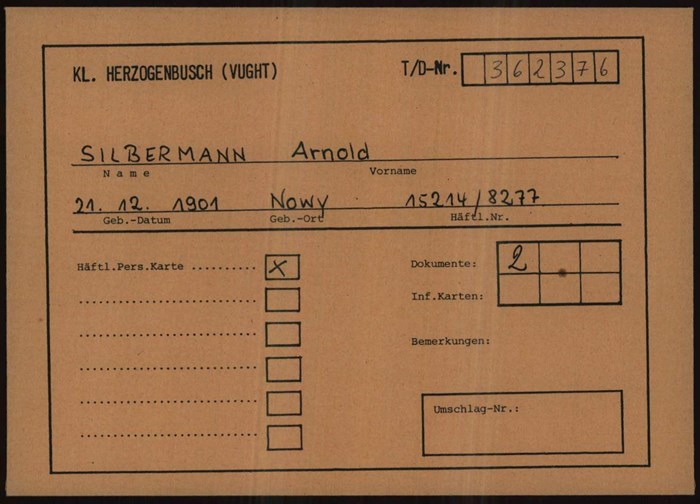 KL. HERZOGENBUSCH (VUGHT)
T/D-Nr. 362376
SILBERMANN Arnold
Name Vorname
21. 12. 1901 Nowy 15214/8277
Geb.-Datum Geb.-Ort Häftl.Nr.
Häftl.Pers.Karte .......... X
Dokumente: 2
Inf.Karten:
Bemerkungen:
Umschlag-Nr.: